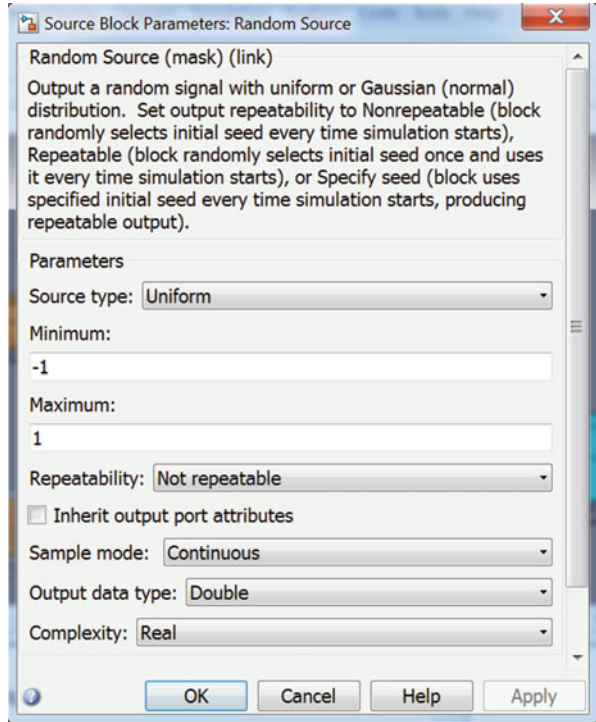 Source Block Parameters: Random Source
Random Source (mask) (link)
Output a random signal with uniform or Gaussian (normal)
distribution.  Set output repeatability to Nonrepeatable (block
randomly selects initial seed every time simulation starts),
Repeatable (block randomly selects initial seed once and uses
it every time simulation starts), or Specify seed (block uses
specified initial seed every time simulation starts, producing
repeatable output).
Parameters
Source type: Uniform
Minimum:
-1
Maximum:
1
Repeatability: Not repeatable
Inherit output port attributes
Sample mode: Continuous
Output data type: Double
Complexity: Real
OK Cancel Help Apply